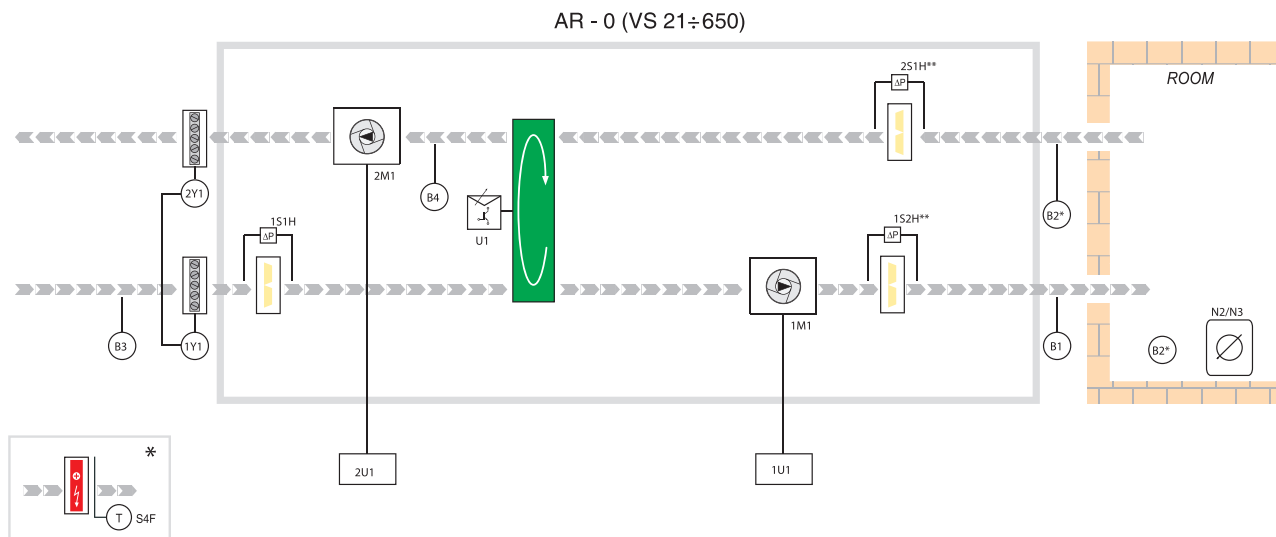 AR - 0 (VS 21÷650)
2S1H**
ΔP
ROOM
2M1
2Y1
B4
U1
B2*
1S1H
ΔP
1S2H**
ΔP
N2/N3
1M1
B3
1Y1
B1
B2*
*
2U1
1U1
T S4F